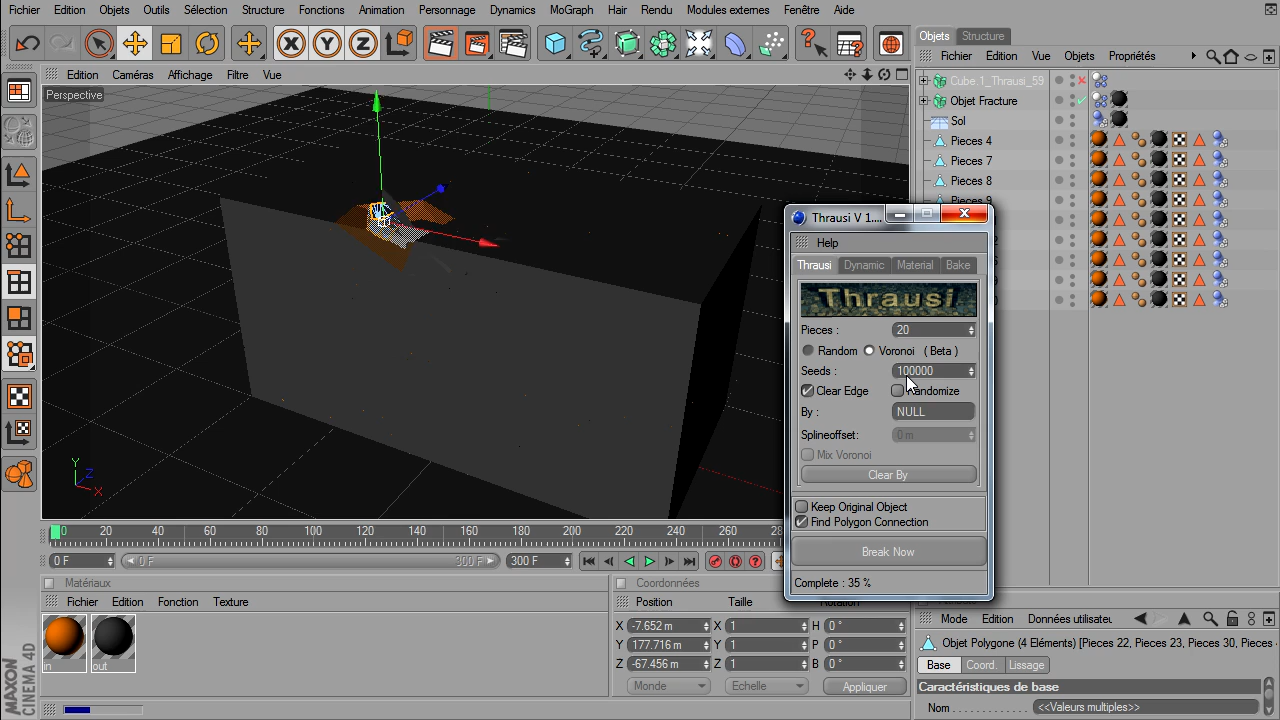 Fichier Edition Objets Outils Sélection Structure Fonctions Animation Personnage Dynamics MoGraph Hair Rendu Modules externes Fenêtre Aide
Objets Structure
Fichier Edition Vue Objets Propriétés
Edition Caméras Affichage Filtre Vue
Perspective
Cube:1_Thrausi_59
Objet Fracture
Sol
Pieces 4
Pieces 7
Pieces 8
Pieces 9
Thrausi V 1....
Help
Thrausi Dynamic Material Bake
Thrausi
Pieces : 20
Random Voronoi ( Beta )
Seeds : 100000
Clear Edge Randomize
By : NULL
Splineoffset: 0 m
Mix Voronoi
Clear By
Keep Original Object
Find Polygon Connection
Break Now
Complete : 35 %
Y Z X
0 20 40 60 80 100 120 140 160 180 200 220 240 260
0 F 0 F 300 F 300 F
Matériaux
Fichier Edition Fonction Texture
in out
Coordonnées
Position Taille Rotation
X -7.652 m X 1 H 0 °
Y 177.716 m Y 1 P 0 °
Z -67.456 m Z 1 B 0 °
Monde Echelle Appliquer
Mode Edition Données utilisateu
Objet Polygone (4 Eléments) [Pieces 22, Pieces 23, Pieces 30, Pieces
Base Coord. Lissage
Caractéristiques de base
Nom <<Valeurs multiples>>
MAXON
CINEMA 4D